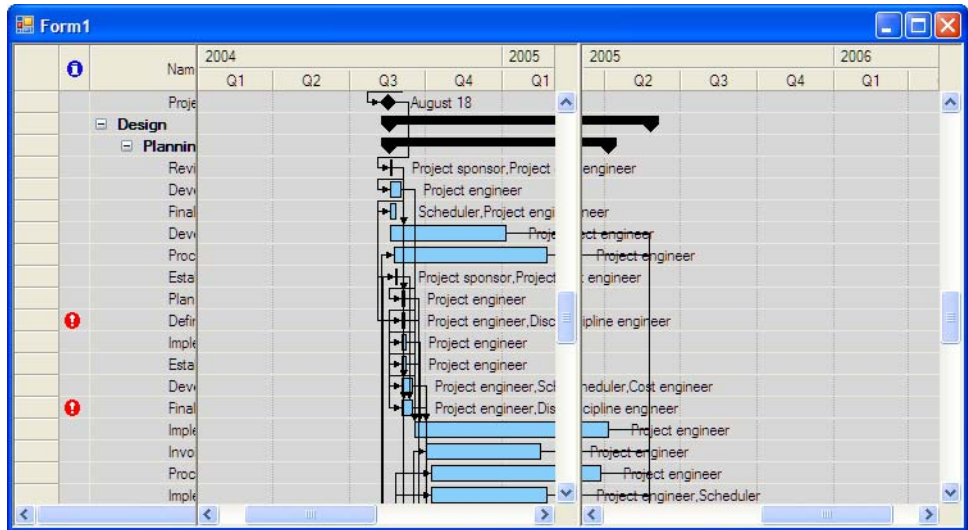 Form1
2004 2005 2005 2006
Nam Q1 Q2 Q3 Q4 Q1 Q2 Q3 Q4 Q1
Proje August 18
Design
Plannin
Revi Project sponsor,Project engineer
Deve Project engineer
Final Scheduler,Project engi neer
Deve Proje ct engineer
Proc Project engineer
Esta Project sponsor,Project t engineer
Plan Project engineer
Defin Project engineer,Disc ipline engineer
Imple Project engineer
Esta Project engineer
Deve Project engineer,Sch neduler,Cost engineer
Final Project engineer,Dis cipline engineer
Imple Project engineer
Invo Project engineer
Proc Project engineer
Imple Project engineer,Scheduler